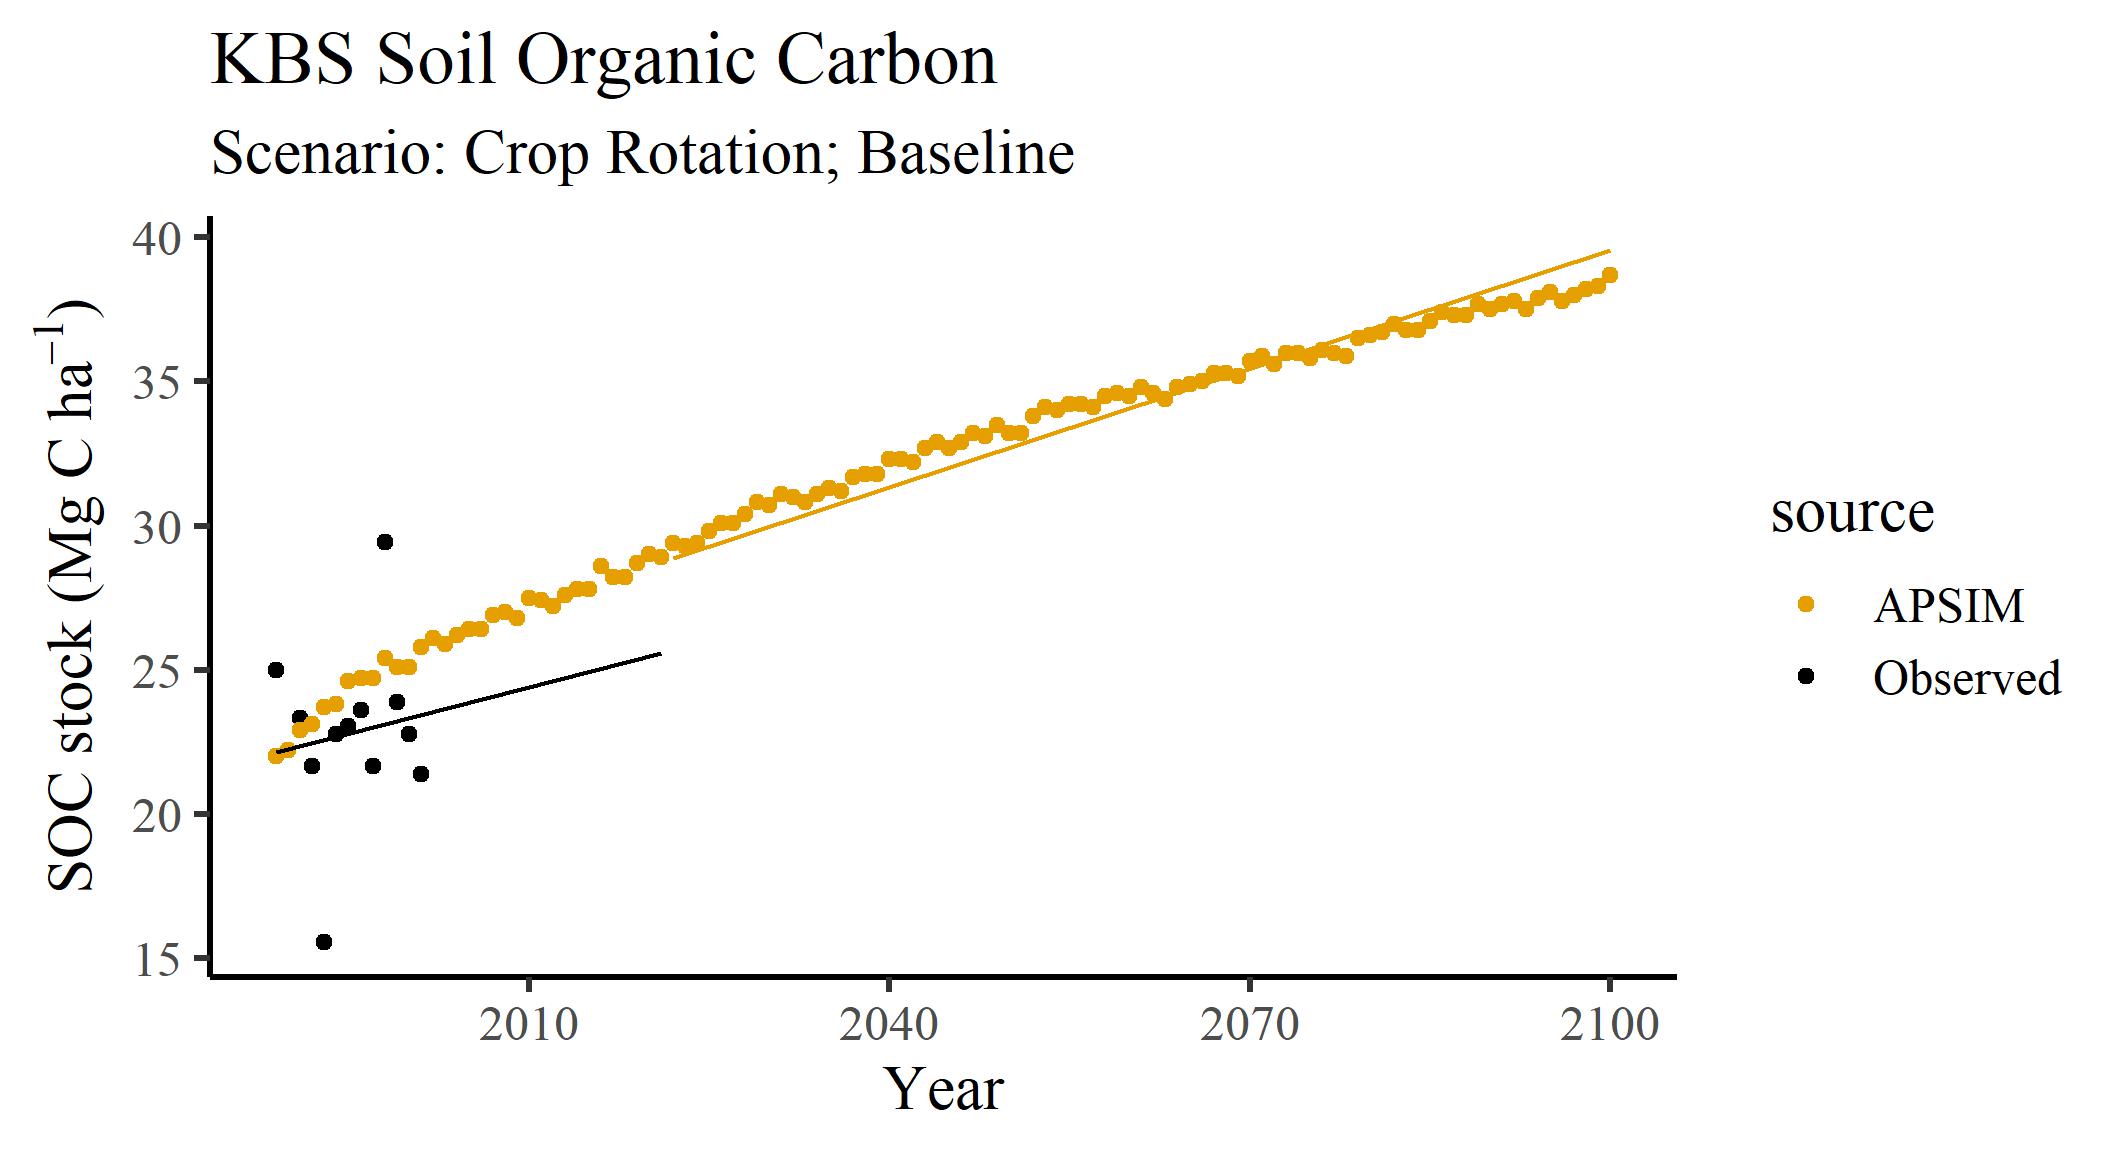 KBS Soil Organic Carbon
Scenario: Crop Rotation; Baseline
SOC stock (Mg C ha⁻¹)
40
35
30
25
20
15
2010 2040 2070 2100
Year
source
APSIM
Observed